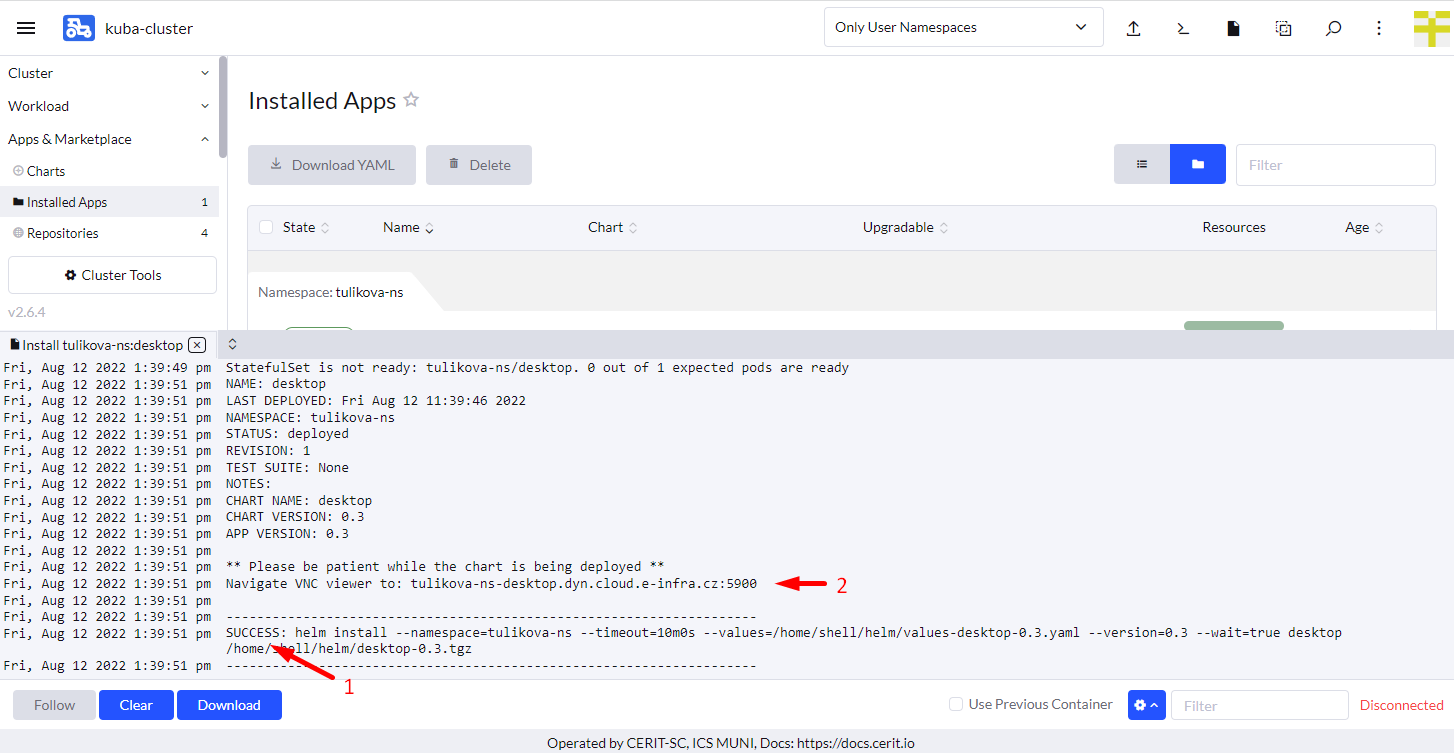 kuba-cluster
Only User Namespaces
Cluster
Workload
Apps & Marketplace
Charts
Installed Apps 1
Repositories 4
Cluster Tools
v2.6.4
Installed Apps
Download YAML
Delete
Filter
State Name Chart Upgradable Resources Age
Namespace: tulikova-ns
Install tulikova-ns:desktop
Fri, Aug 12 2022 1:39:49 pm StatefulSet is not ready: tulikova-ns/desktop. 0 out of 1 expected pods are ready
Fri, Aug 12 2022 1:39:51 pm NAME: desktop
Fri, Aug 12 2022 1:39:51 pm LAST DEPLOYED: Fri Aug 12 11:39:46 2022
Fri, Aug 12 2022 1:39:51 pm NAMESPACE: tulikova-ns
Fri, Aug 12 2022 1:39:51 pm STATUS: deployed
Fri, Aug 12 2022 1:39:51 pm REVISION: 1
Fri, Aug 12 2022 1:39:51 pm TEST SUITE: None
Fri, Aug 12 2022 1:39:51 pm NOTES:
Fri, Aug 12 2022 1:39:51 pm CHART NAME: desktop
Fri, Aug 12 2022 1:39:51 pm CHART VERSION: 0.3
Fri, Aug 12 2022 1:39:51 pm APP VERSION: 0.3
Fri, Aug 12 2022 1:39:51 pm
Fri, Aug 12 2022 1:39:51 pm ** Please be patient while the chart is being deployed **
Fri, Aug 12 2022 1:39:51 pm Navigate VNC viewer to: tulikova-ns-desktop.dyn.cloud.e-infra.cz:5900 2
Fri, Aug 12 2022 1:39:51 pm
Fri, Aug 12 2022 1:39:51 pm ---------------------------------------------------------------------
Fri, Aug 12 2022 1:39:51 pm SUCCESS: helm install --namespace=tulikova-ns --timeout=10m0s --values=/home/shell/helm/values-desktop-0.3.yaml --version=0.3 --wait=true desktop
/home/shell/helm/desktop-0.3.tgz
Fri, Aug 12 2022 1:39:51 pm ---------------------------------------------------------------------
1
Follow
Clear
Download
Use Previous Container
Filter
Disconnected
Operated by CERIT-SC, ICS MUNI, Docs: https://docs.cerit.io